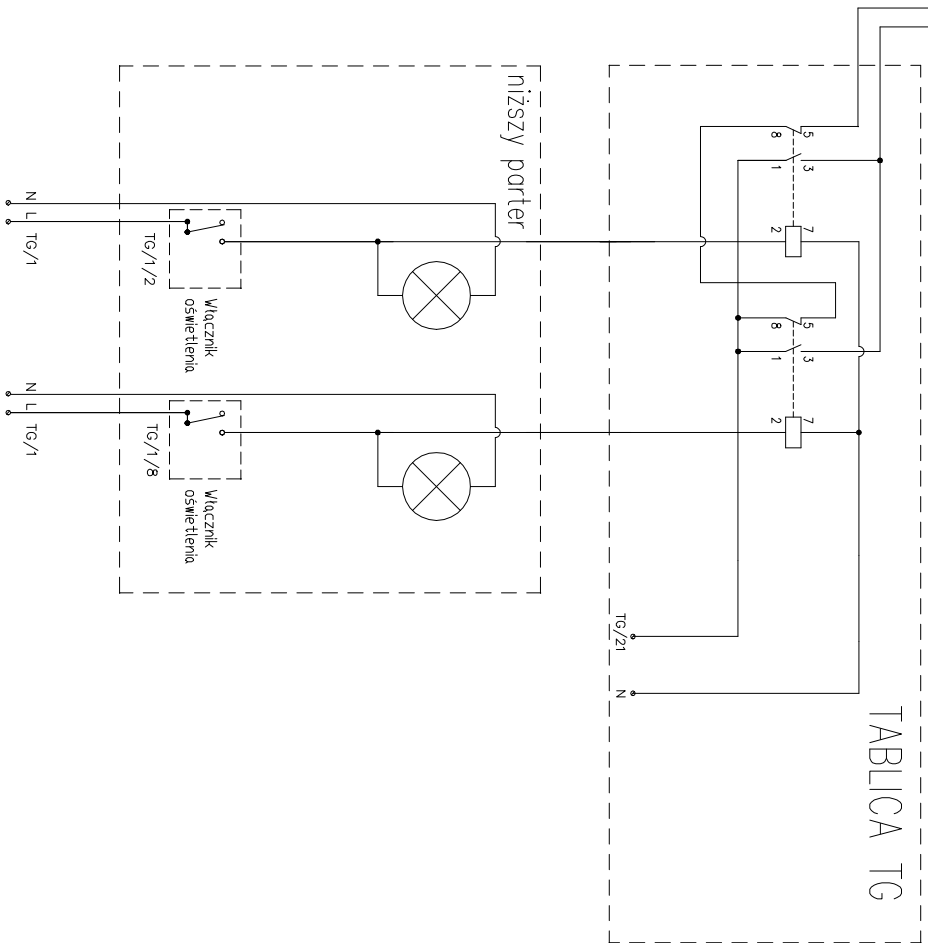 TABLICA TG
5 3 7 5 3 7
8 1 2 8 1 2
TG/21 N
niższy parter
Włącznik
oświetlenia
Włącznik
oświetlenia
TG/1/2
TG/1/8
N L TG/1
N L TG/1